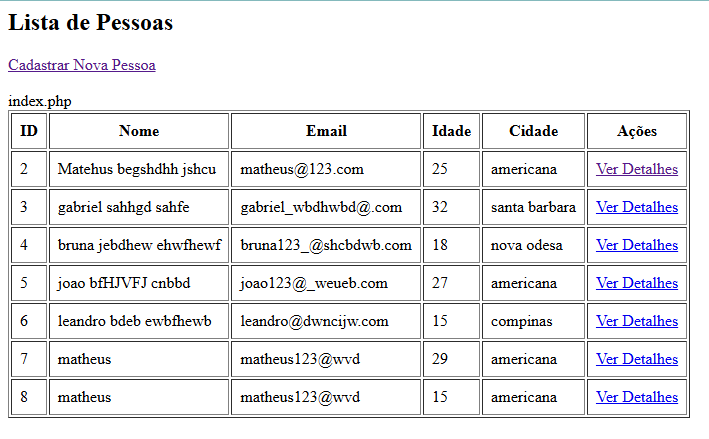 Lista de Pessoas
Cadastrar Nova Pessoa
index.php
ID Nome Email Idade Cidade Ações
2 Matehus begshdhh jshcu matheus@123.com 25 americana Ver Detalhes
3 gabriel sahhgd sahfe gabriel_wbdhwbd@.com 32 santa barbara Ver Detalhes
4 bruna jebdhew ehwfhewf bruna123_@shcbdwb.com 18 nova odesa Ver Detalhes
5 joao bfHJVFJ cnbbd joao123@_weueb.com 27 americana Ver Detalhes
6 leandro bdeb ewbfhewb leandro@dwncijw.com 15 compinas Ver Detalhes
7 matheus matheus123@wvd 29 americana Ver Detalhes
8 matheus matheus123@wvd 15 americana Ver Detalhes